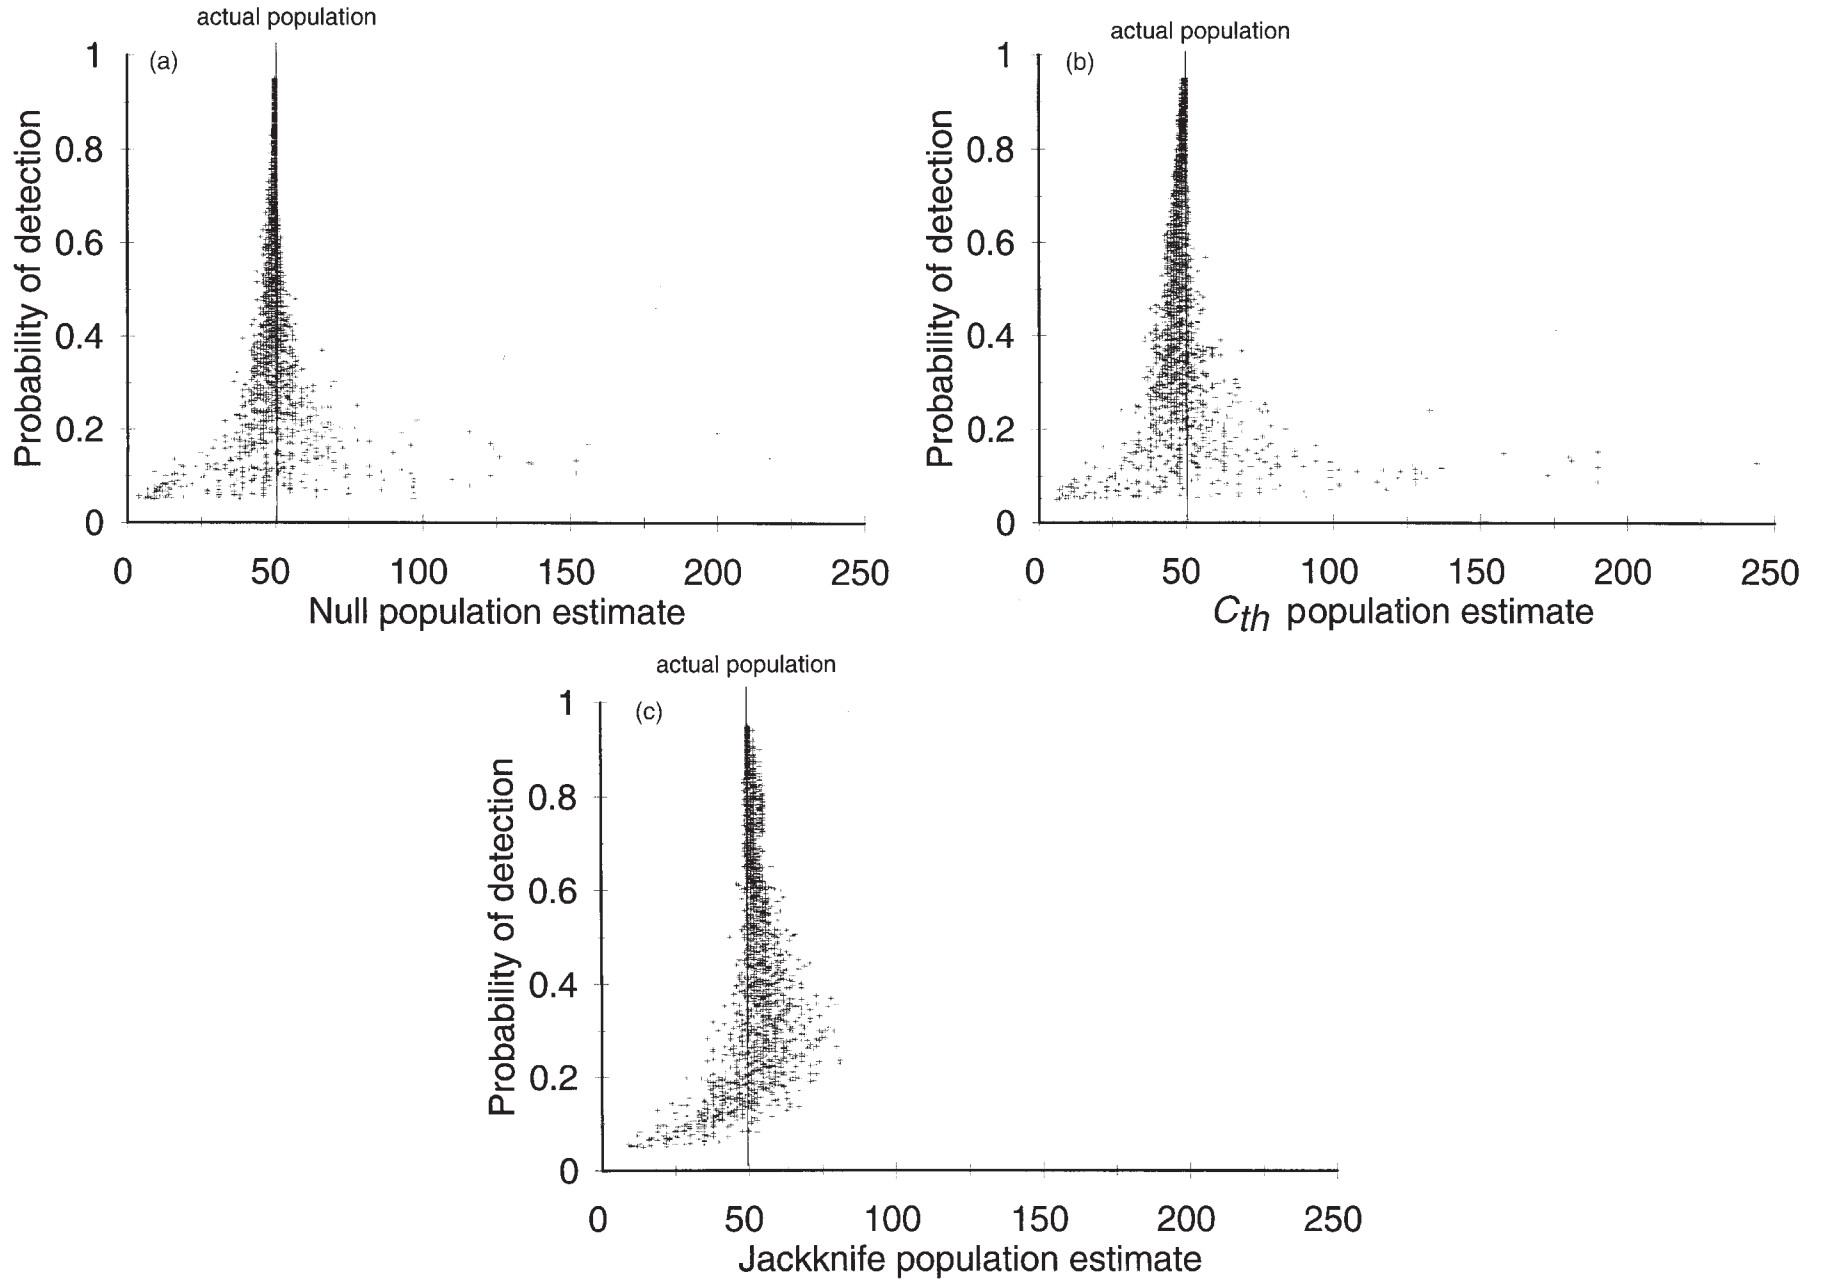 actual population
(a)
1
0.8
0.6
0.4
0.2
0
Probability of detection
0 50 100 150 200 250
Null population estimate
actual population
(b)
1
0.8
0.6
0.4
0.2
0
Probability of detection
0 50 100 150 200 250
Cth population estimate
actual population
(c)
1
0.8
0.6
0.4
0.2
0
Probability of detection
0 50 100 150 200 250
Jackknife population estimate